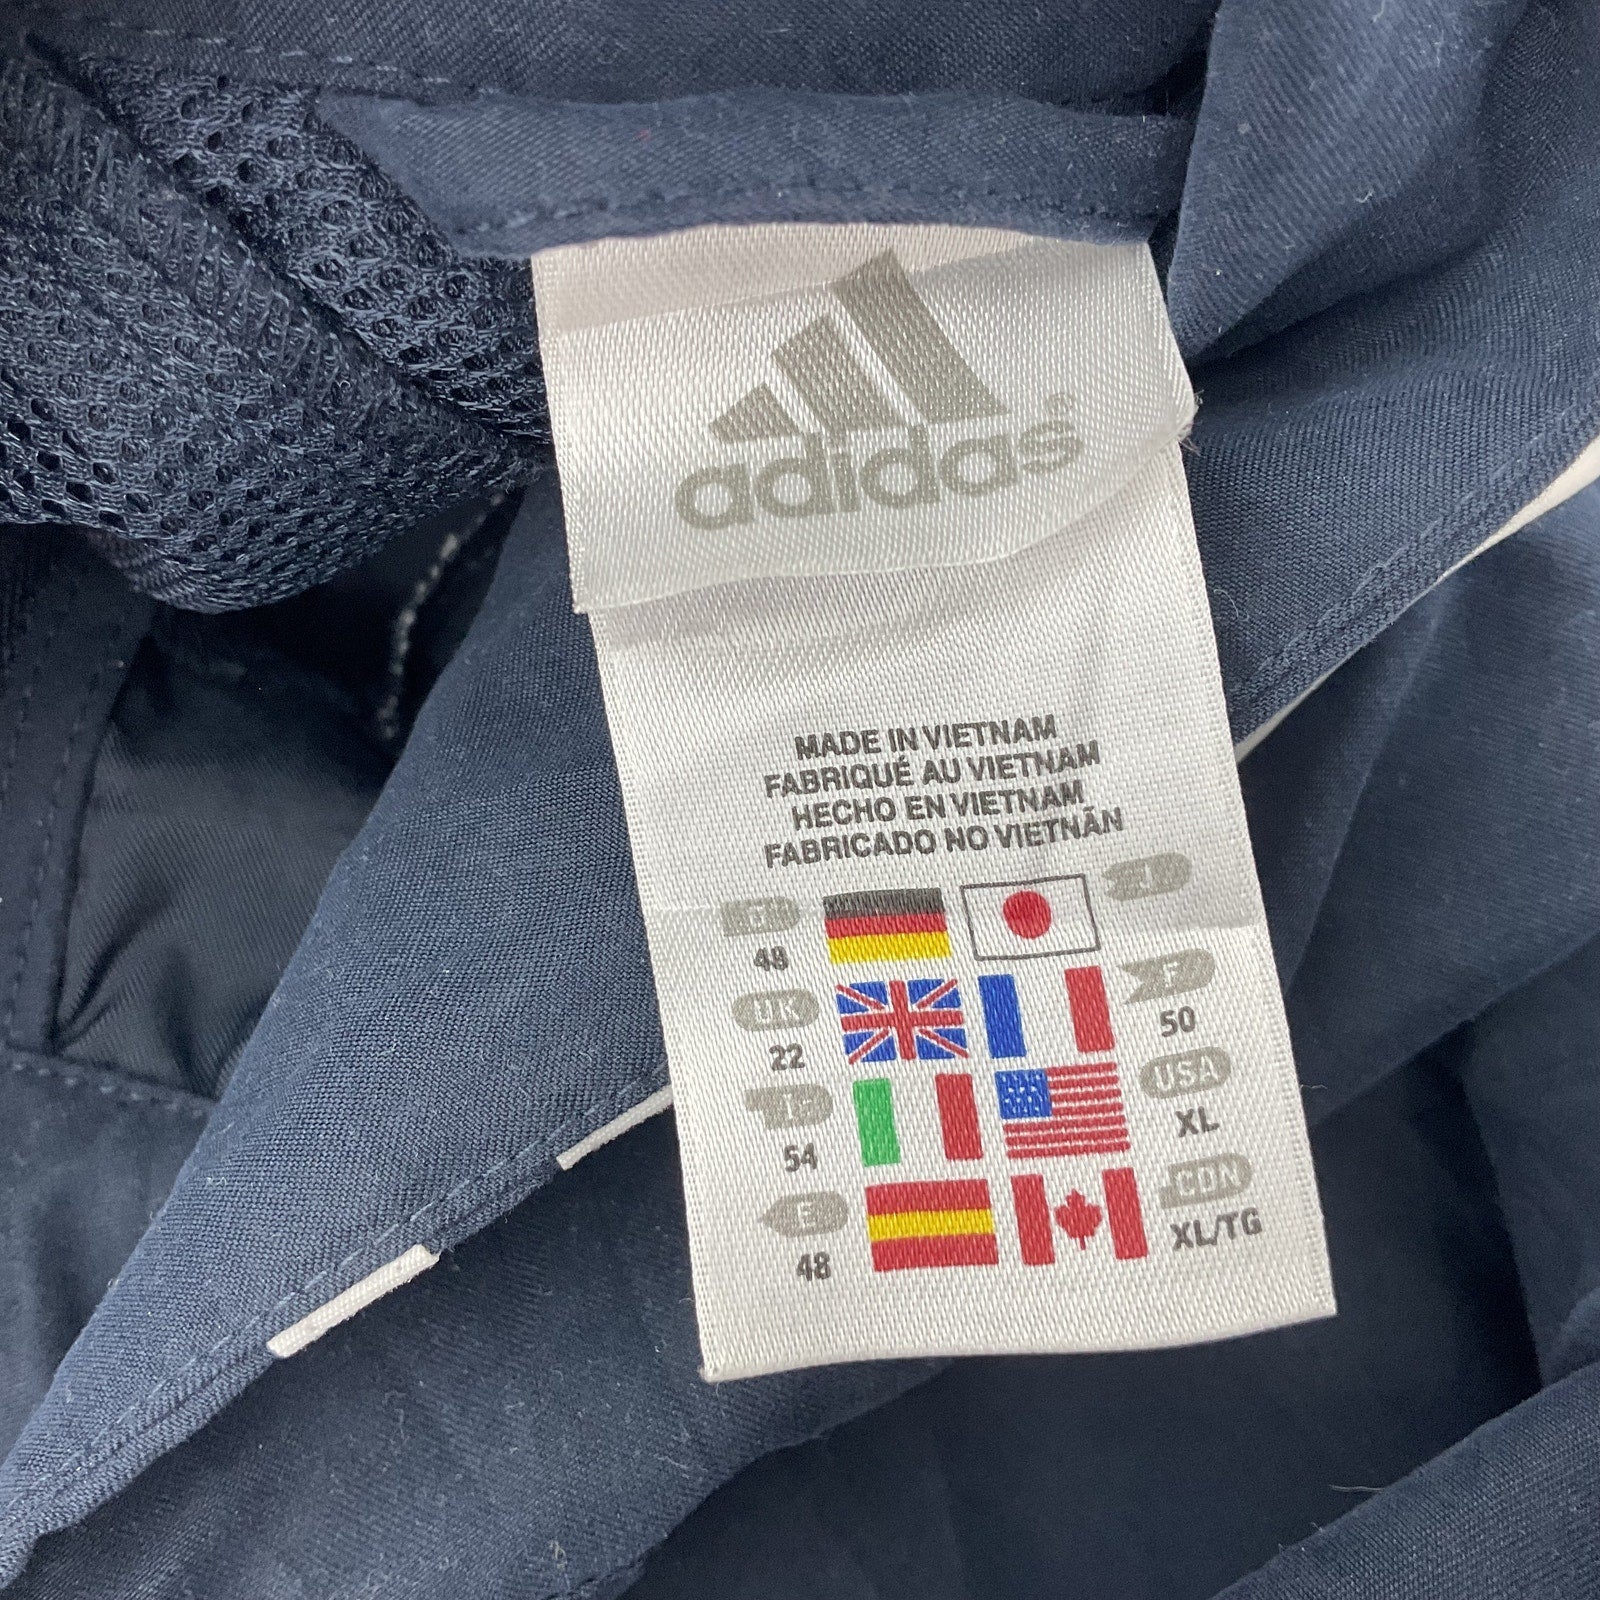 adidas®
MADE IN VIETNAM
FABRIQUÉ AU VIETNAM
HECHO EN VIETNAM
FABRICADO NO VIETNÃN
D J
48
UK F
22 50
I USA
54 XL
E CDN
48 XL/TG